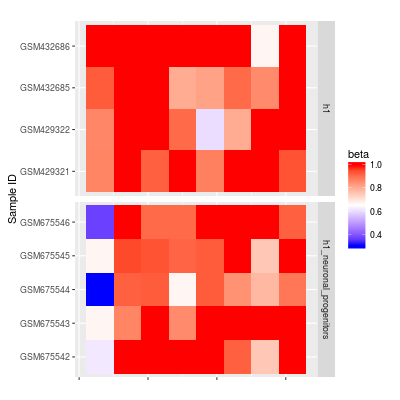 GSM432686
GSM432685
GSM429322
GSM429321
h1
GSM675546
GSM675545
GSM675544
GSM675543
GSM675542
h1_neuronal_progenitors
Sample ID
beta
1.0
0.8
0.6
0.4